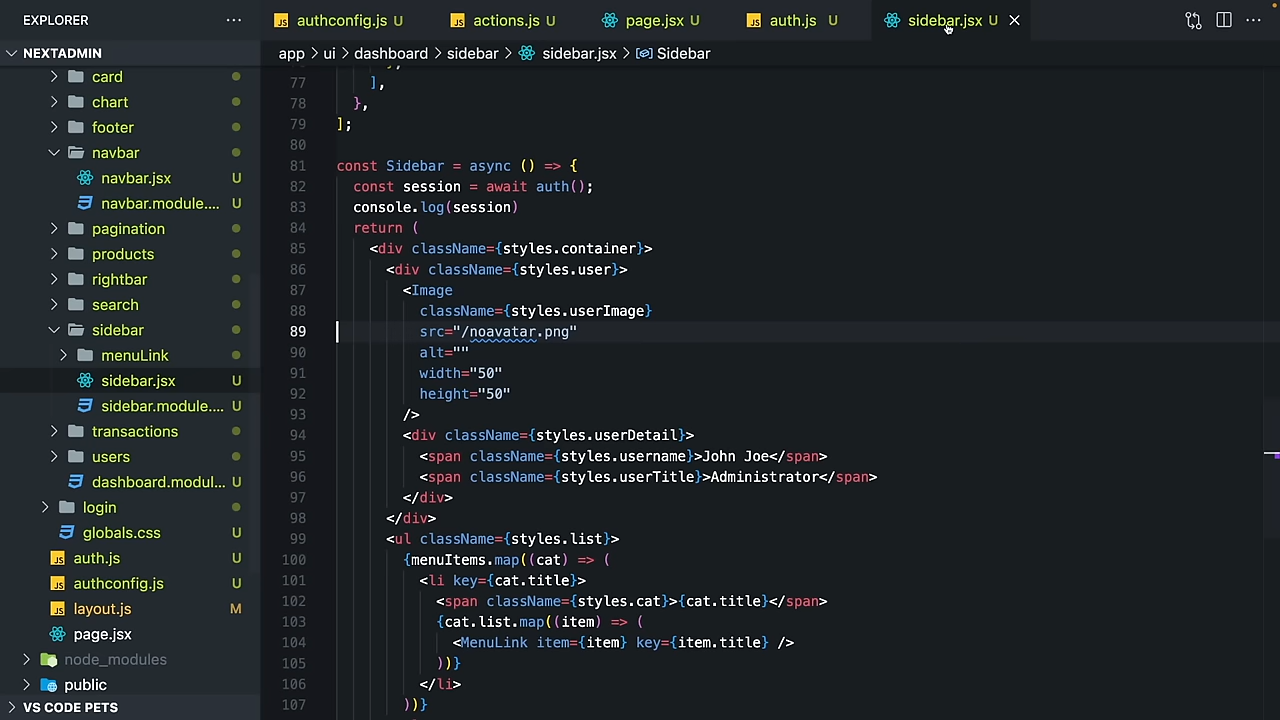 EXPLORER
NEXTADMIN
card
chart
footer
navbar
navbar.jsx U
navbar.module.... U
pagination
products
rightbar
search
sidebar
menuLink
sidebar.jsx U
sidebar.module.... U
transactions
users
dashboard.modul... U
login
globals.css U
auth.js U
authconfig.js U
layout.js M
page.jsx
node_modules
public
VS CODE PETS
authconfig.js U
actions.js U
page.jsx U
auth.js U
sidebar.jsx U
app > ui > dashboard > sidebar > sidebar.jsx > Sidebar
77 ],
78 },
79 ];
80
81 const Sidebar = async () => {
82 const session = await auth();
83 console.log(session)
84 return (
85 <div className={styles.container}>
86 <div className={styles.user}>
87 <Image
88 className={styles.userImage}
89 src="/noavatar.png"
90 alt=""
91 width="50"
92 height="50"
93 />
94 <div className={styles.userDetail}>
95 <span className={styles.username}>John Joe</span>
96 <span className={styles.userTitle}>Administrator</span>
97 </div>
98 </div>
99 <ul className={styles.list}>
100 {menuItems.map((cat) => (
101 <li key={cat.title}>
102 <span className={styles.cat}>{cat.title}</span>
103 {cat.list.map((item) => (
104 <MenuLink item={item} key={item.title} />
105 ))}
106 </li>
107 ))}